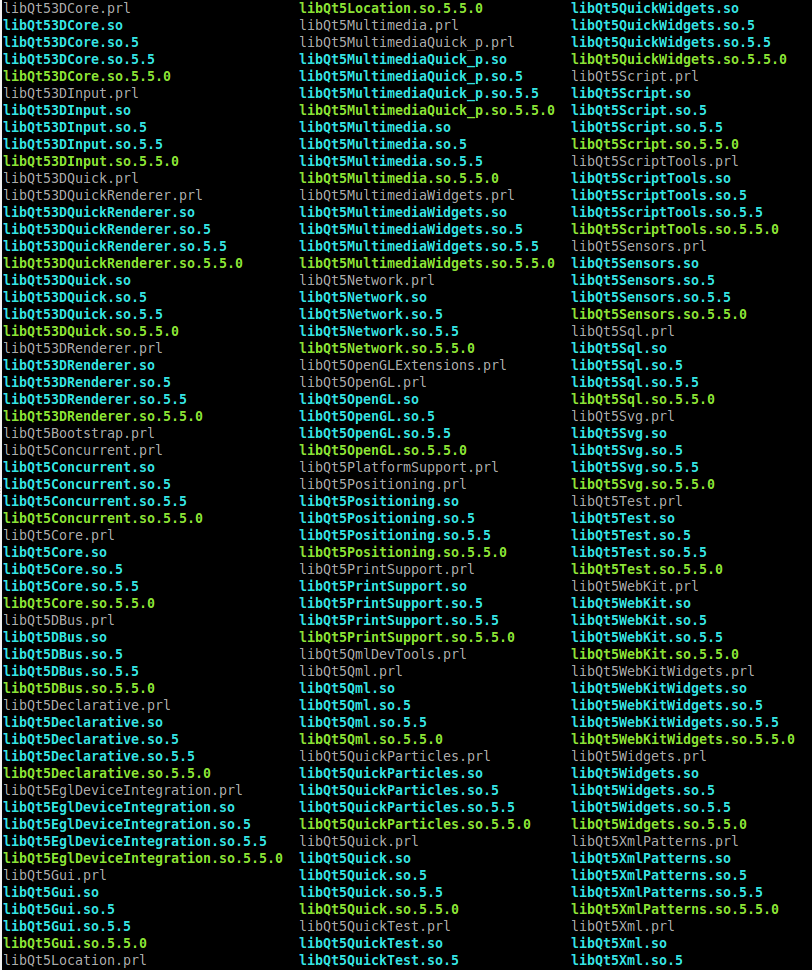 libQt53DCore.prl
libQt53DCore.so
libQt53DCore.so.5
libQt53DCore.so.5.5
libQt53DCore.so.5.5.0
libQt53DInput.prl
libQt53DInput.so
libQt53DInput.so.5
libQt53DInput.so.5.5
libQt53DInput.so.5.5.0
libQt53DQuick.prl
libQt53DQuickRenderer.prl
libQt53DQuickRenderer.so
libQt53DQuickRenderer.so.5
libQt53DQuickRenderer.so.5.5
libQt53DQuickRenderer.so.5.5.0
libQt53DQuick.so
libQt53DQuick.so.5
libQt53DQuick.so.5.5
libQt53DQuick.so.5.5.0
libQt53DRenderer.prl
libQt53DRenderer.so
libQt53DRenderer.so.5
libQt53DRenderer.so.5.5
libQt53DRenderer.so.5.5.0
libQt5Bootstrap.prl
libQt5Concurrent.prl
libQt5Concurrent.so
libQt5Concurrent.so.5
libQt5Concurrent.so.5.5
libQt5Concurrent.so.5.5.0
libQt5Core.prl
libQt5Core.so
libQt5Core.so.5
libQt5Core.so.5.5
libQt5Core.so.5.5.0
libQt5DBus.prl
libQt5DBus.so
libQt5DBus.so.5
libQt5DBus.so.5.5
libQt5DBus.so.5.5.0
libQt5Declarative.prl
libQt5Declarative.so
libQt5Declarative.so.5
libQt5Declarative.so.5.5
libQt5Declarative.so.5.5.0
libQt5EglDeviceIntegration.prl
libQt5EglDeviceIntegration.so
libQt5EglDeviceIntegration.so.5
libQt5EglDeviceIntegration.so.5.5
libQt5EglDeviceIntegration.so.5.5.0
libQt5Gui.prl
libQt5Gui.so
libQt5Gui.so.5
libQt5Gui.so.5.5
libQt5Gui.so.5.5.0
libQt5Location.prl
libQt5Location.so.5.5.0
libQt5Multimedia.prl
libQt5MultimediaQuick_p.prl
libQt5MultimediaQuick_p.so
libQt5MultimediaQuick_p.so.5
libQt5MultimediaQuick_p.so.5.5
libQt5MultimediaQuick_p.so.5.5.0
libQt5Multimedia.so
libQt5Multimedia.so.5
libQt5Multimedia.so.5.5
libQt5Multimedia.so.5.5.0
libQt5MultimediaWidgets.prl
libQt5MultimediaWidgets.so
libQt5MultimediaWidgets.so.5
libQt5MultimediaWidgets.so.5.5
libQt5MultimediaWidgets.so.5.5.0
libQt5Network.prl
libQt5Network.so
libQt5Network.so.5
libQt5Network.so.5.5
libQt5Network.so.5.5.0
libQt5OpenGLExtensions.prl
libQt5OpenGL.prl
libQt5OpenGL.so
libQt5OpenGL.so.5
libQt5OpenGL.so.5.5
libQt5OpenGL.so.5.5.0
libQt5PlatformSupport.prl
libQt5Positioning.prl
libQt5Positioning.so
libQt5Positioning.so.5
libQt5Positioning.so.5.5
libQt5Positioning.so.5.5.0
libQt5PrintSupport.prl
libQt5PrintSupport.so
libQt5PrintSupport.so.5
libQt5PrintSupport.so.5.5
libQt5PrintSupport.so.5.5.0
libQt5QmlDevTools.prl
libQt5Qml.prl
libQt5Qml.so
libQt5Qml.so.5
libQt5Qml.so.5.5
libQt5Qml.so.5.5.0
libQt5QuickParticles.prl
libQt5QuickParticles.so
libQt5QuickParticles.so.5
libQt5QuickParticles.so.5.5
libQt5QuickParticles.so.5.5.0
libQt5Quick.prl
libQt5Quick.so
libQt5Quick.so.5
libQt5Quick.so.5.5
libQt5Quick.so.5.5.0
libQt5QuickTest.prl
libQt5QuickTest.so
libQt5QuickTest.so.5
libQt5QuickWidgets.so
libQt5QuickWidgets.so.5
libQt5QuickWidgets.so.5.5
libQt5QuickWidgets.so.5.5.0
libQt5Script.prl
libQt5Script.so
libQt5Script.so.5
libQt5Script.so.5.5
libQt5Script.so.5.5.0
libQt5ScriptTools.prl
libQt5ScriptTools.so
libQt5ScriptTools.so.5
libQt5ScriptTools.so.5.5
libQt5ScriptTools.so.5.5.0
libQt5Sensors.prl
libQt5Sensors.so
libQt5Sensors.so.5
libQt5Sensors.so.5.5
libQt5Sensors.so.5.5.0
libQt5Sql.prl
libQt5Sql.so
libQt5Sql.so.5
libQt5Sql.so.5.5
libQt5Sql.so.5.5.0
libQt5Svg.prl
libQt5Svg.so
libQt5Svg.so.5
libQt5Svg.so.5.5
libQt5Svg.so.5.5.0
libQt5Test.prl
libQt5Test.so
libQt5Test.so.5
libQt5Test.so.5.5
libQt5Test.so.5.5.0
libQt5WebKit.prl
libQt5WebKit.so
libQt5WebKit.so.5
libQt5WebKit.so.5.5
libQt5WebKit.so.5.5.0
libQt5WebKitWidgets.prl
libQt5WebKitWidgets.so
libQt5WebKitWidgets.so.5
libQt5WebKitWidgets.so.5.5
libQt5WebKitWidgets.so.5.5.0
libQt5Widgets.prl
libQt5Widgets.so
libQt5Widgets.so.5
libQt5Widgets.so.5.5
libQt5Widgets.so.5.5.0
libQt5XmlPatterns.prl
libQt5XmlPatterns.so
libQt5XmlPatterns.so.5
libQt5XmlPatterns.so.5.5
libQt5XmlPatterns.so.5.5.0
libQt5Xml.prl
libQt5Xml.so
libQt5Xml.so.5